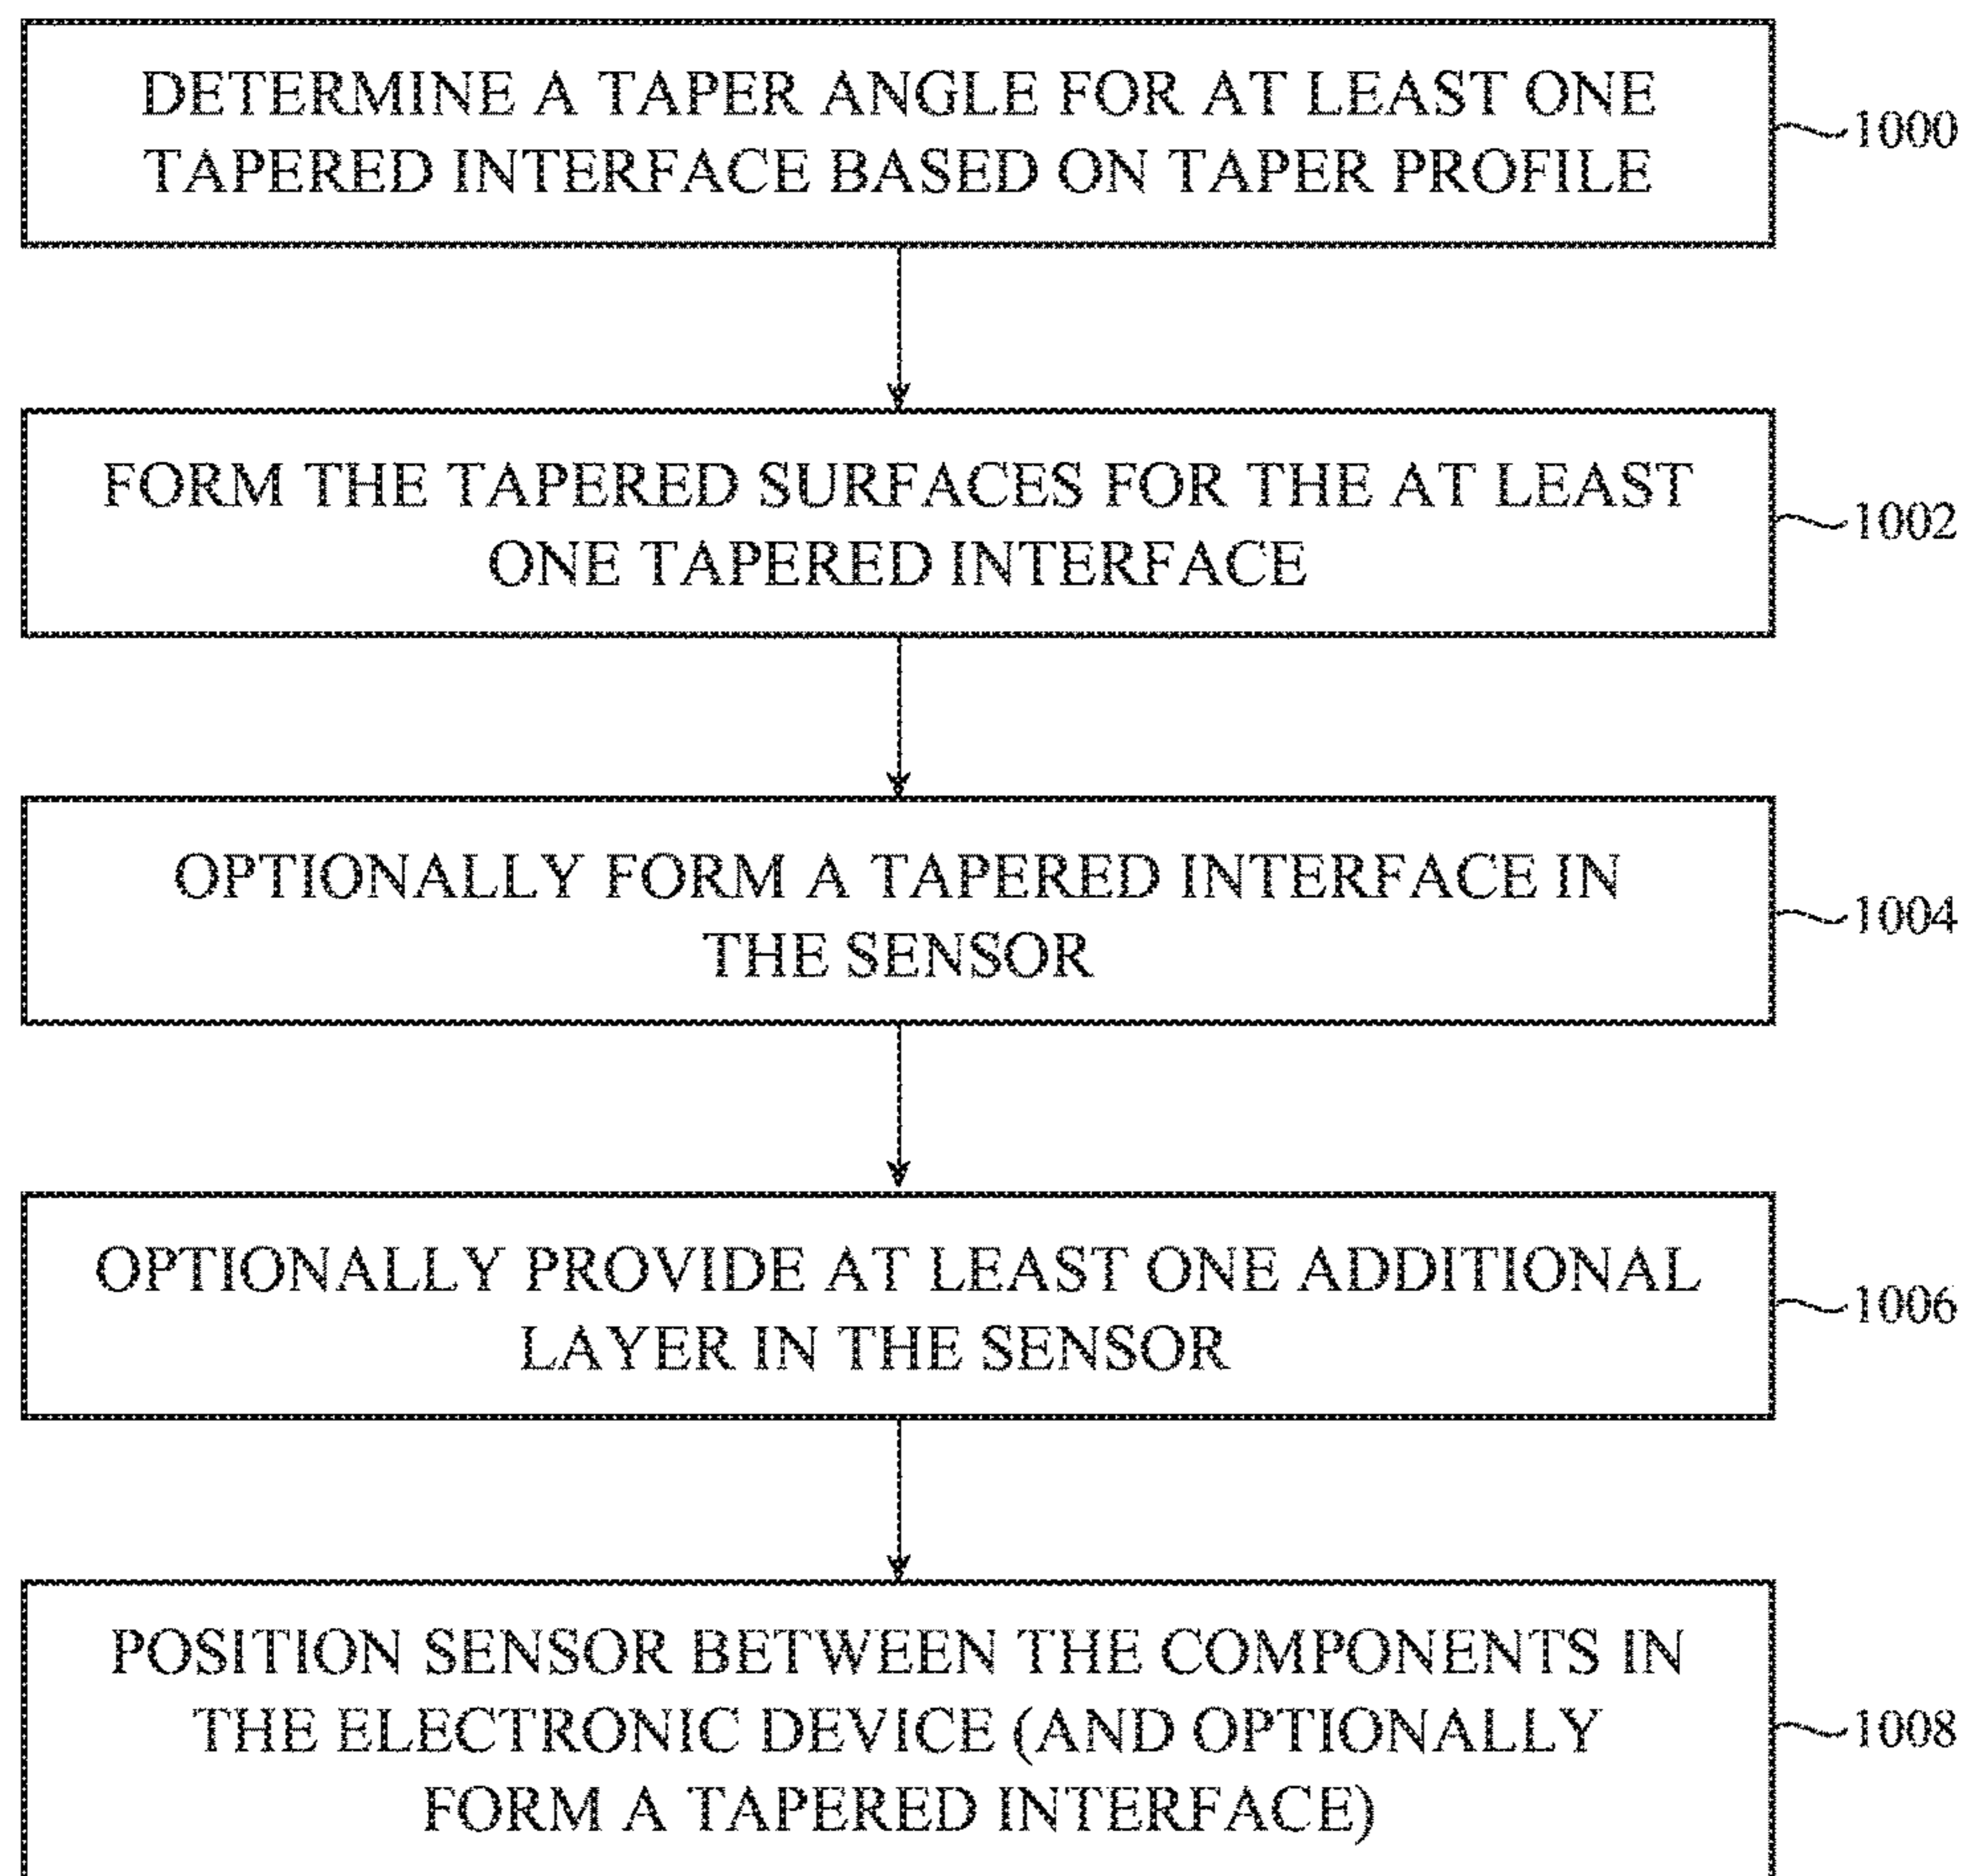 DETERMINE A TAPER ANGLE FOR AT LEAST ONE
TAPERED INTERFACE BASED ON TAPER PROFILE
1000
FORM THE TAPERED SURFACES FOR THE AT LEAST
ONE TAPERED INTERFACE
1002
OPTIONALLY FORM A TAPERED INTERFACE IN
THE SENSOR
1004
OPTIONALLY PROVIDE AT LEAST ONE ADDITIONAL
LAYER IN THE SENSOR
1006
POSITION SENSOR BETWEEN THE COMPONENTS IN
THE ELECTRONIC DEVICE (AND OPTIONALLY
FORM A TAPERED INTERFACE)
1008